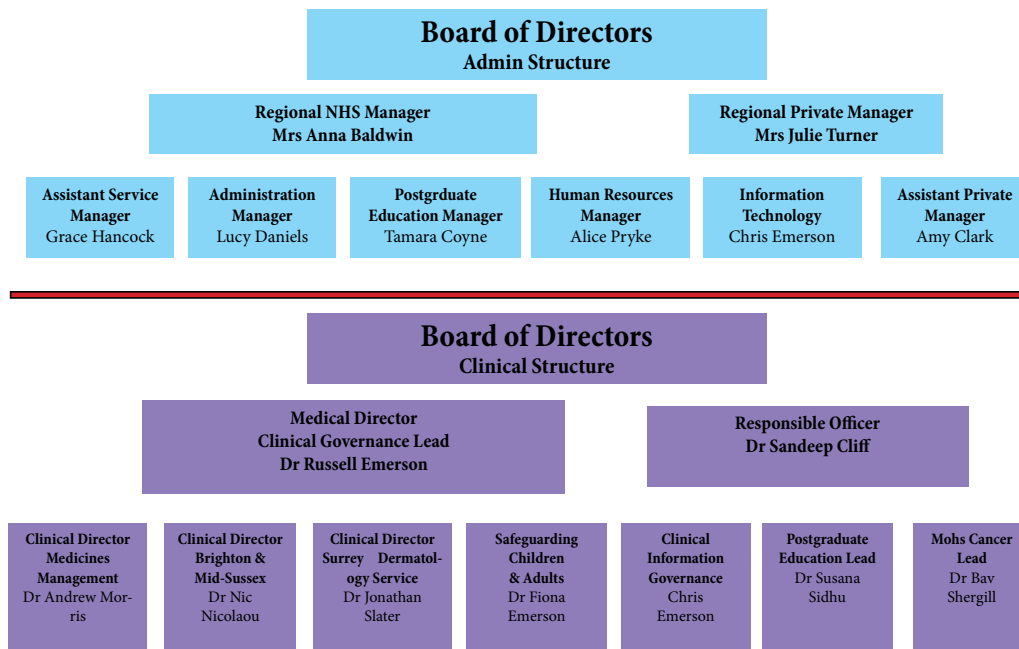 Board of Directors
Admin Structure
Regional NHS Manager
Mrs Anna Baldwin
Regional Private Manager
Mrs Julie Turner
Assistant Service
Manager
Grace Hancock
Administration
Manager
Lucy Daniels
Postgrduate
Education Manager
Tamara Coyne
Human Resources
Manager
Alice Pryke
Information
Technology
Chris Emerson
Assistant Private
Manager
Amy Clark
Board of Directors
Clinical Structure
Medical Director
Clinical Governance Lead
Dr Russell Emerson
Responsible Officer
Dr Sandeep Cliff
Clinical Director
Medicines
Management
Dr Andrew Mor-
ris
Clinical Director
Brighton &
Mid-Sussex
Dr Nic
Nicolaou
Clinical Director
Surrey Dermatol-
ogy Service
Dr Jonathan
Slater
Safeguarding
Children
& Adults
Dr Fiona
Emerson
Clinical
Information
Governance
Chris
Emerson
Postgraduate
Education Lead
Dr Susana
Sidhu
Mohs Cancer
Lead
Dr Bav
Shergill